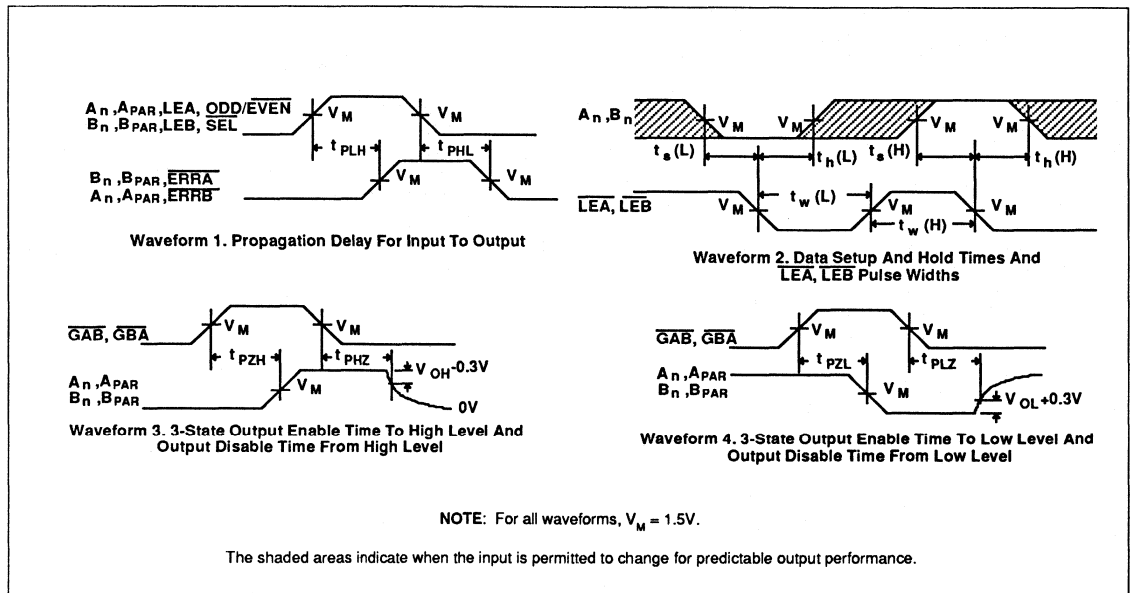 An, APAR, LEA, ODD/EVEN
Bn, BPAR, LEB, SEL
VM
VM
tPLH
tPHL
Bn, BPAR, ERRA
An, APAR, ERRB
VM
VM
Waveform 1. Propagation Delay For Input To Output
An, Bn
VM
VM
VM
VM
ts(L)
th(L)
ts(H)
th(H)
LEA, LEB
VM
tw(L)
VM
tw(H)
VM
Waveform 2. Data Setup And Hold Times And
LEA, LEB Pulse Widths
GAB, GBA
VM
VM
tPZH
tPHZ
VOH-0.3V
An, APAR
Bn, BPAR
VM
0V
Waveform 3. 3-State Output Enable Time To High Level And
Output Disable Time From High Level
GAB, GBA
VM
VM
tPZL
tPLZ
An, APAR
Bn, BPAR
VM
VOL+0.3V
Waveform 4. 3-State Output Enable Time To Low Level And
Output Disable Time From Low Level
NOTE: For all waveforms, VM = 1.5V.
The shaded areas indicate when the input is permitted to change for predictable output performance.